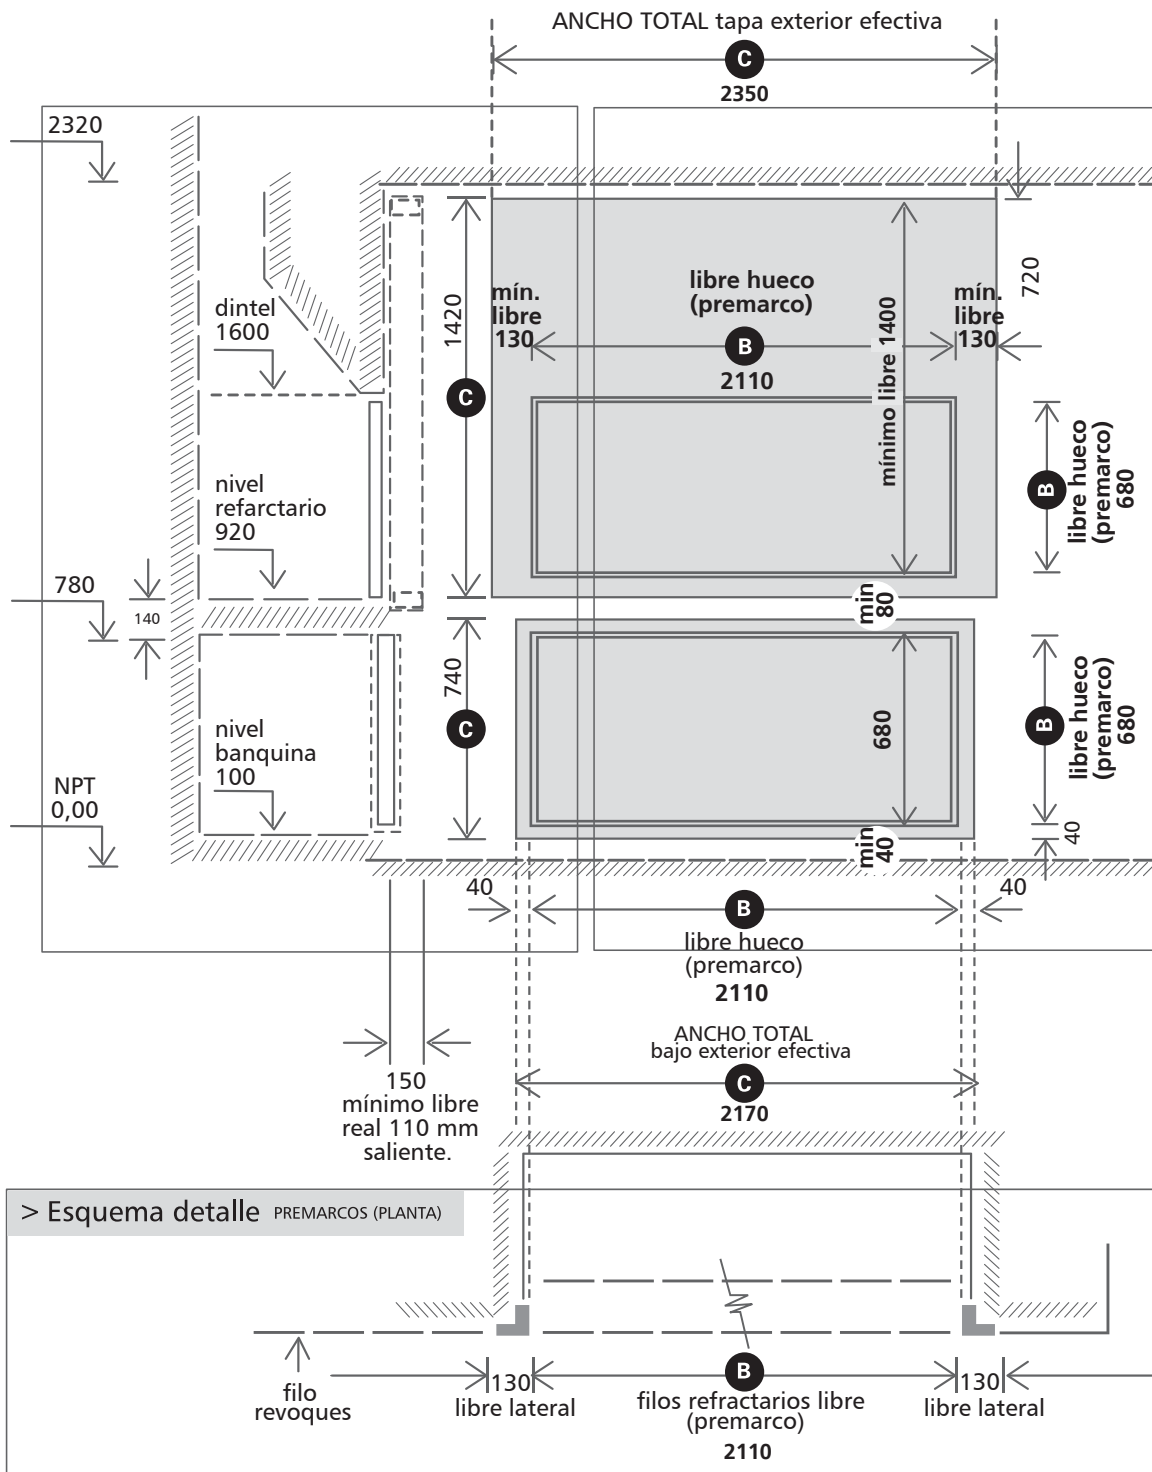 ANCHO TOTAL tapa exterior efectiva
C
2350
2320
dintel
1600
1420
C
mín.
libre
130
libre hueco
(premarco)
B
2110
mínimo libre 1400
mín.
libre
130
720
nivel
refarctario
920
B
libre hueco
(premarco)
680
780
140
min
80
740
C
680
B
libre hueco
(premarco)
680
nivel
banquina
100
NPT
0,00
min
40
40
40
B
40
libre hueco
(premarco)
2110
ANCHO TOTAL
bajo exterior efectiva
C
2170
150
mínimo libre
real 110 mm
saliente.
> Esquema detalle PREMARCOS (PLANTA)
filo
revoques
130
libre lateral
B
filos refractarios libre
(premarco)
2110
130
libre lateral